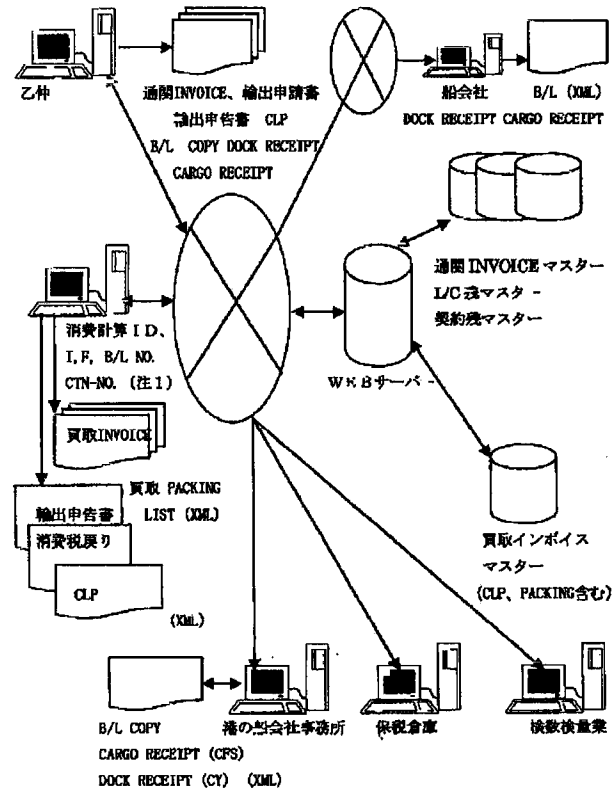 乙仲
通関INVOICE、輸出申請書
輸出申告書 CLP
B/L COPY DOCK RECEIPT
CARGO RECEIPT
船会社
B/L (XML)
DOCK RECEIPT CARGO RECEIPT
通関INVOICEマスター
L/C残マスター
契約残マスター
WEBサーバー
消費計算ID、
I,F, B/L NO.
CTN-NO. (注1)
買取INVOICE
買取 PACKING
LIST (XML)
輸出申告書
消費税戻り
CLP
(XML)
買取インボイス
マスター
(CLP、PACKING含む)
B/L COPY
CARGO RECEIPT (CFS)
DOCK RECEIPT (CY) (XML)
港の船会社事務所
保税倉庫
検数検量業